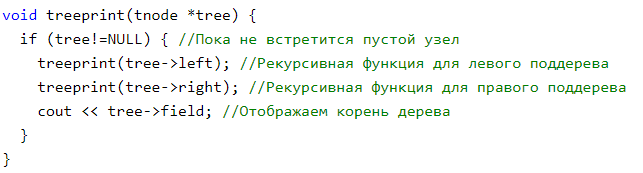 void treeprint(tnode *tree) {
  if (tree!=NULL) { //Пока не встретится пустой узел
    treeprint(tree->left); //Рекурсивная функция для левого поддерева
    treeprint(tree->right); //Рекурсивная функция для правого поддерева
    cout << tree->field; //Отображаем корень дерева
  }
}